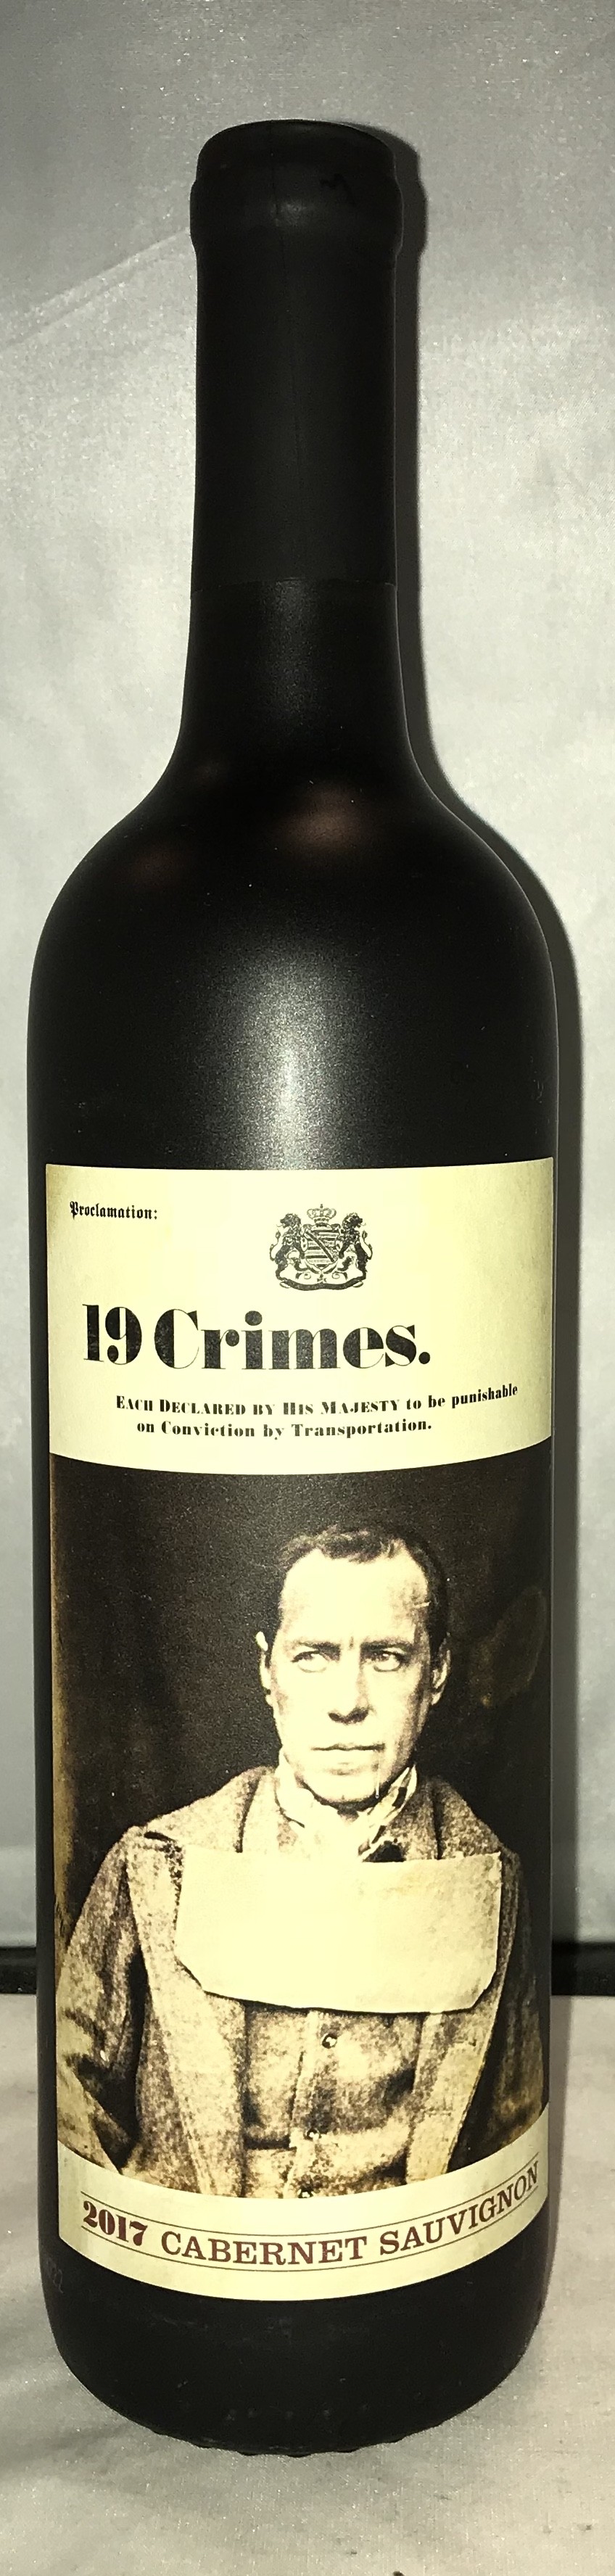 Proclamation:
19 Crimes.
EACH DECLARED BY HIS MAJESTY to be punishable
on Conviction by Transportation.
2017 CABERNET SAUVIGNON